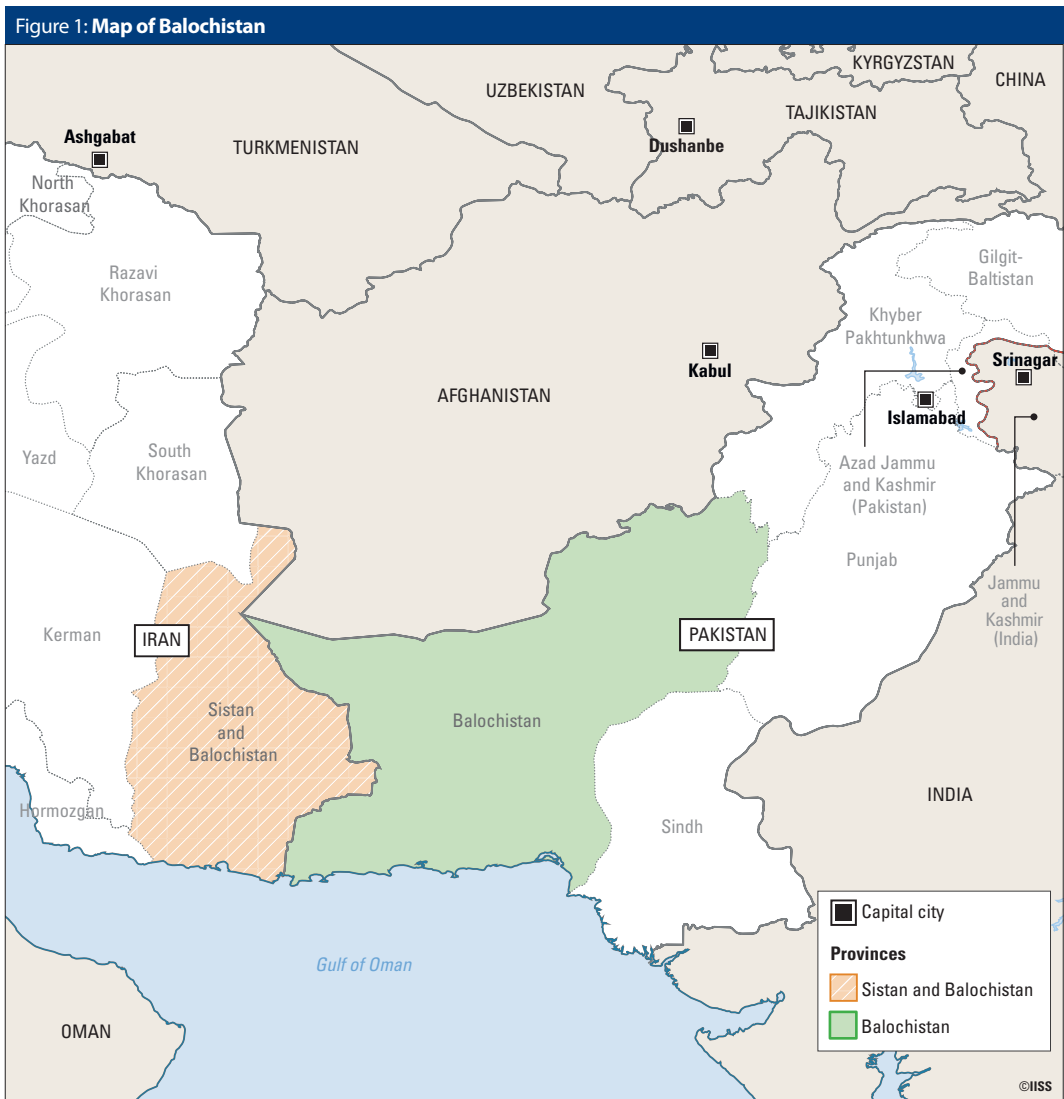 Figure 1: Map of Balochistan
KYRGYZSTAN
CHINA
UZBEKISTAN
TAJIKISTAN
Ashgabat
TURKMENISTAN
Dushanbe
North
Khorasan
Gilgit-
Baltistan
Razavi
Khorasan
Khyber
Pakhtunkhwa
Srinagar
Kabul
AFGHANISTAN
Islamabad
Yazd
South
Khorasan
Azad Jammu
and Kashmir
(Pakistan)
Punjab
Jammu
and
Kashmir
(India)
Kerman
IRAN
PAKISTAN
Sistan
and
Balochistan
Balochistan
INDIA
Hormozgan
Sindh
Capital city
Provinces
Sistan and Balochistan
Balochistan
Gulf of Oman
OMAN
©IISS